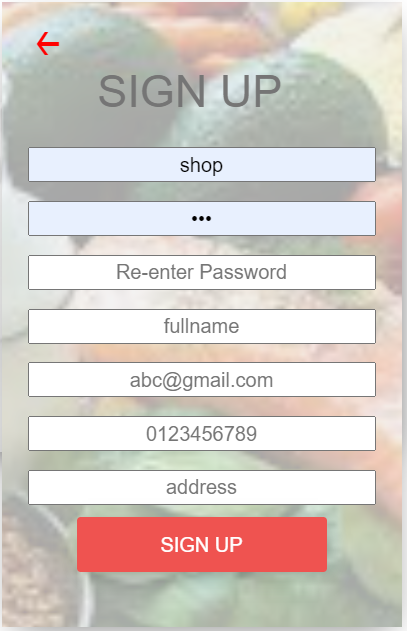 SIGN UP
shop
•••
Re-enter Password
fullname
abc@gmail.com
0123456789
address
SIGN UP